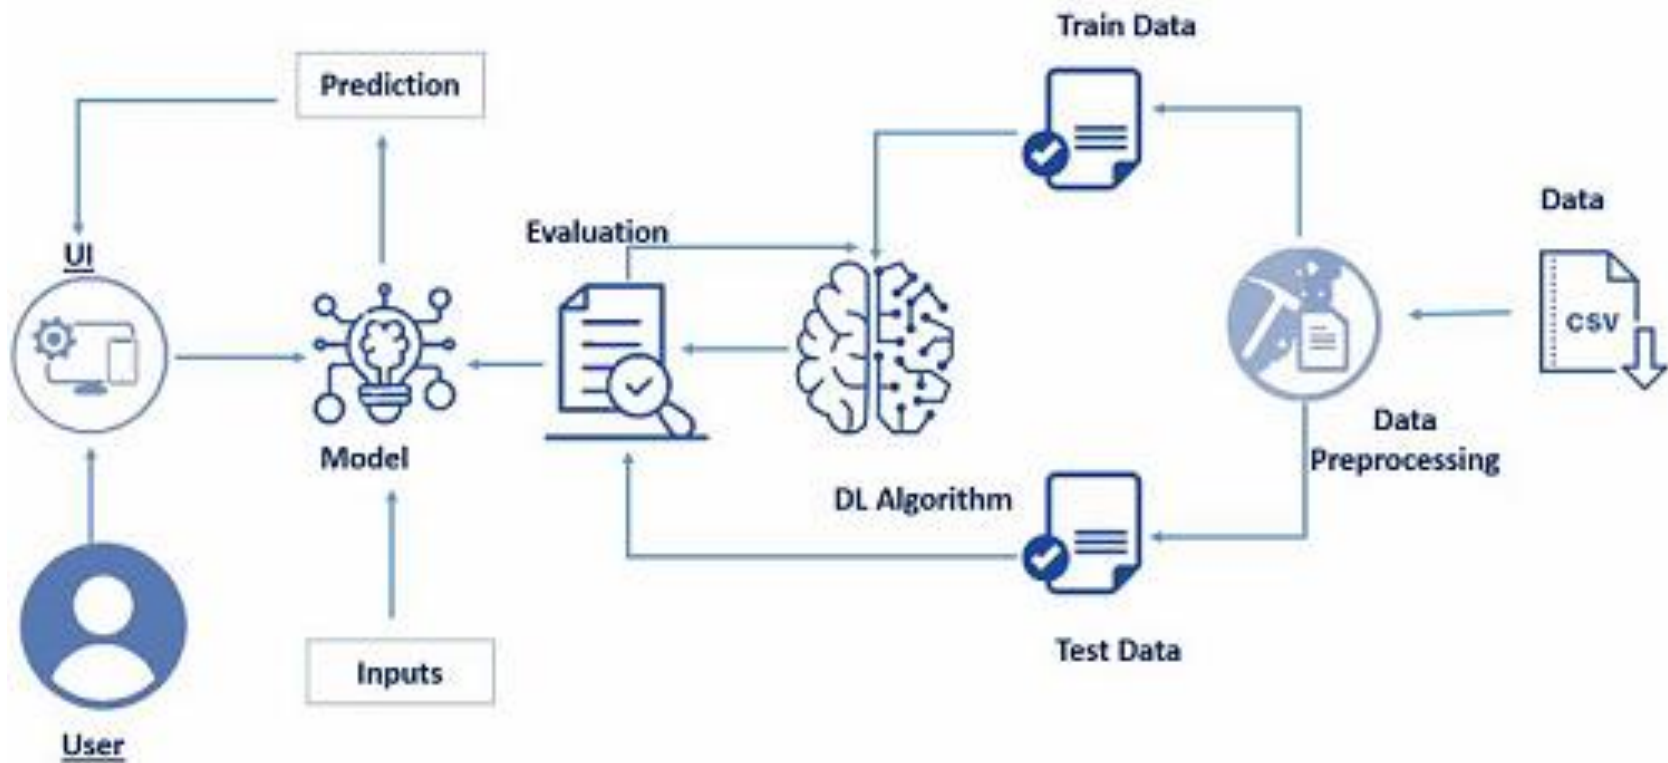 Train Data
Prediction
Data
Evaluation
UI
CSV
Model
Data
Preprocessing
DL Algorithm
Inputs
Test Data
User